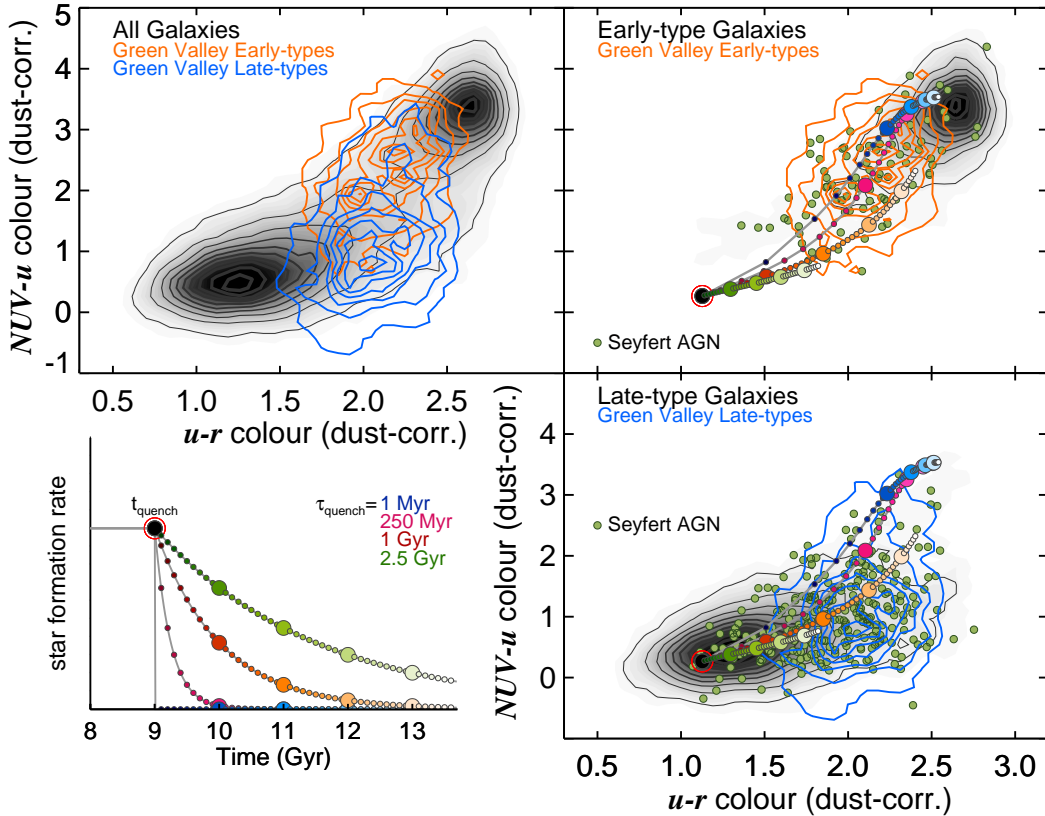 All Galaxies
Green Valley Early-types
Green Valley Late-types
5
4
3
2
1
0
-1
NUV-u colour (dust-corr.)
0.5 1.0 1.5 2.0 2.5
u-r colour (dust-corr.)
Early-type Galaxies
Green Valley Early-types
Seyfert AGN
Late-type Galaxies
Green Valley Late-types
Seyfert AGN
4
3
2
1
0
NUV-u colour (dust-corr.)
0.5 1.0 1.5 2.0 2.5 3.0
u-r colour (dust-corr.)
star formation rate
tquench
τquench= 1 Myr
250 Myr
1 Gyr
2.5 Gyr
8 9 10 11 12 13
Time (Gyr)